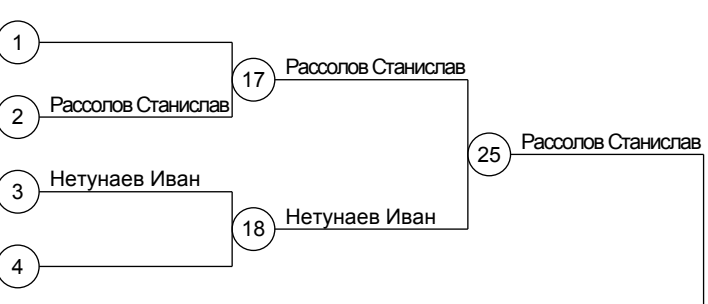 1
17 Рассолов Станислав
2 Рассолов Станислав
25 Рассолов Станислав
3 Нетунаев Иван
18 Нетунаев Иван
4